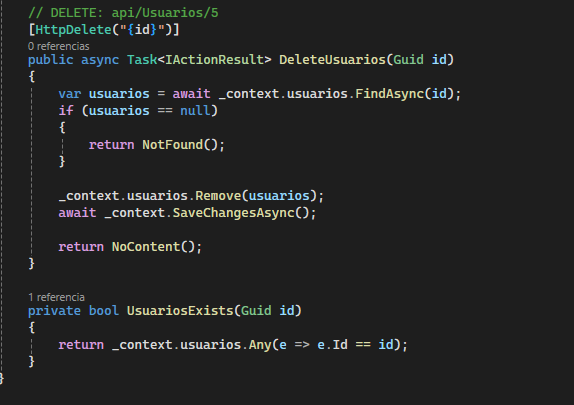 // DELETE: api/Usuarios/5
[HttpDelete("{id}")]
0 referencias
public async Task<IActionResult> DeleteUsuarios(Guid id)
{
var usuarios = await _context.usuarios.FindAsync(id);
if (usuarios == null)
{
return NotFound();
}
_context.usuarios.Remove(usuarios);
await _context.SaveChangesAsync();
return NoContent();
}
1 referencia
private bool UsuariosExists(Guid id)
{
return _context.usuarios.Any(e => e.Id == id);
}
}